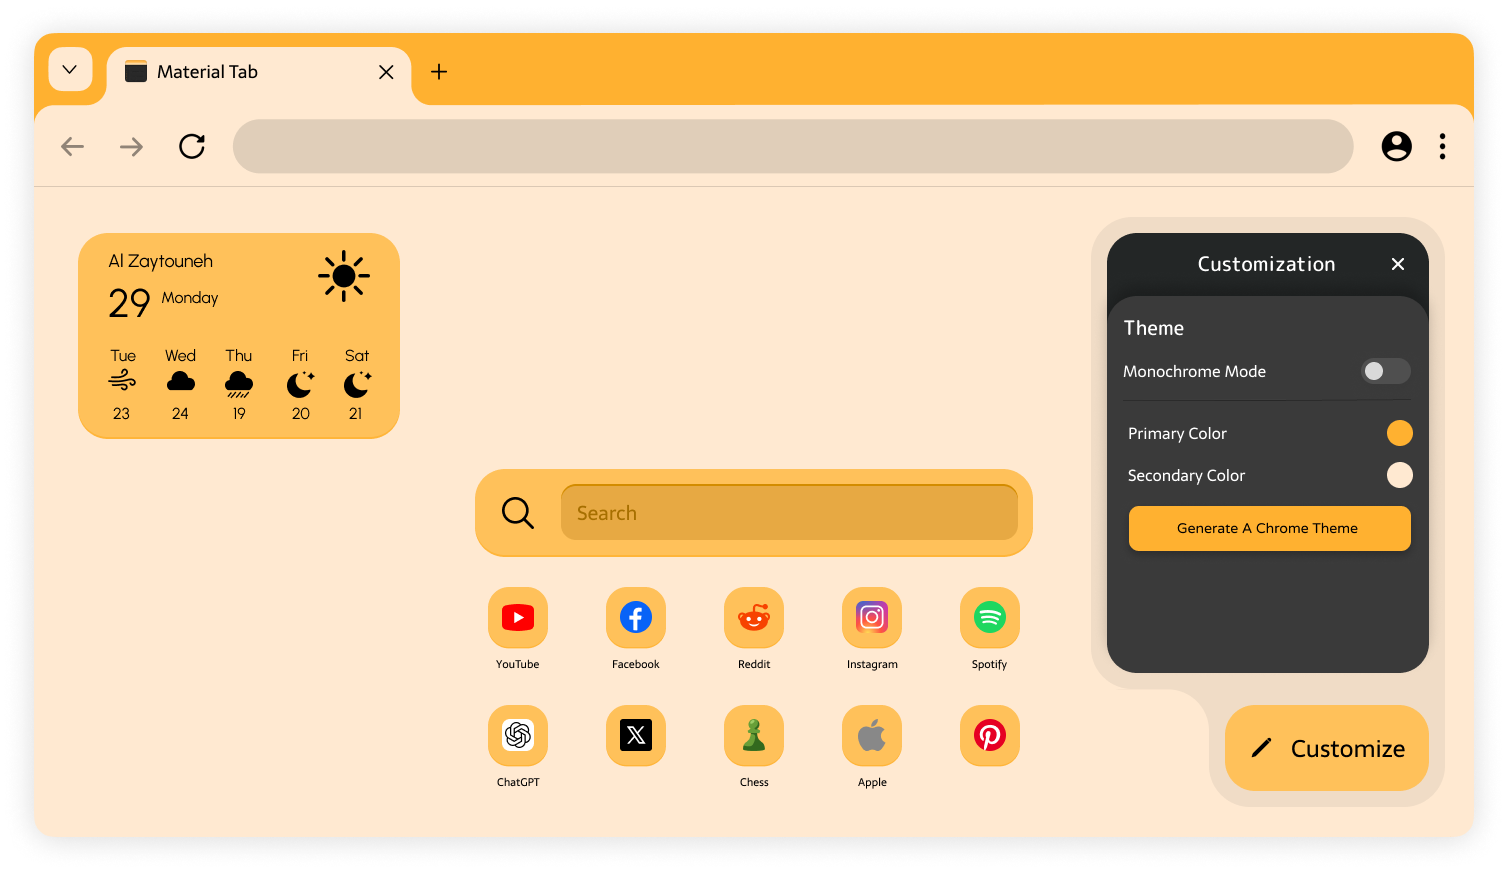 Material Tab
Al Zaytouneh
29 Monday
Tue Wed Thu Fri Sat
23 24 19 20 21
Search
YouTube Facebook Reddit Instagram Spotify
ChatGPT Chess Apple
Customization
Theme
Monochrome Mode
Primary Color
Secondary Color
Generate A Chrome Theme
Customize